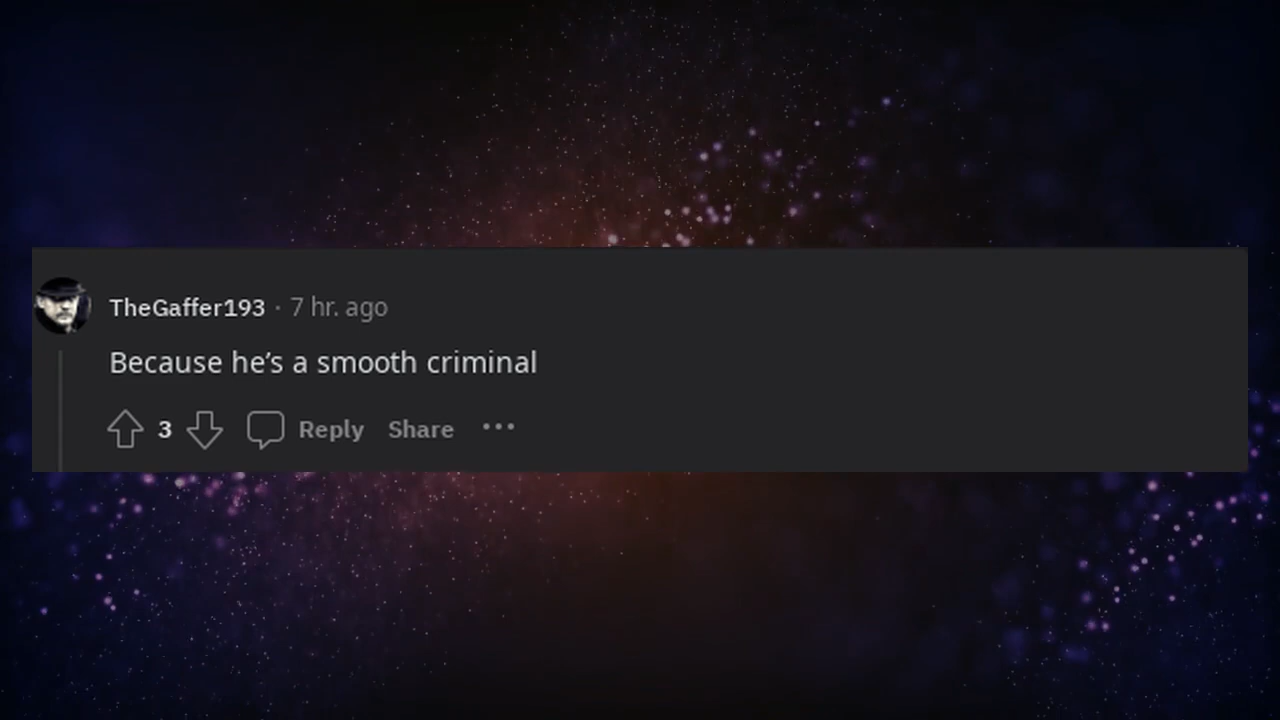 TheGaffer193 · 7 hr. ago
Because he’s a smooth criminal
3 Reply Share ···